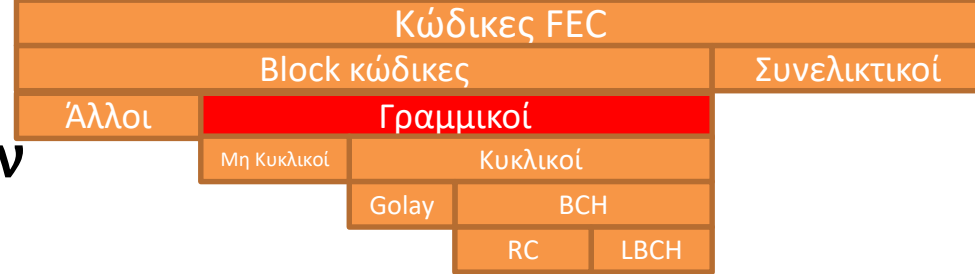 Κώδικες FEC
Block κώδικες Συνελικτικοί
Άλλοι Γραμμικοί
ν
Μη Κυκλικοί Κυκλικοί
Golay BCH
RC LBCH